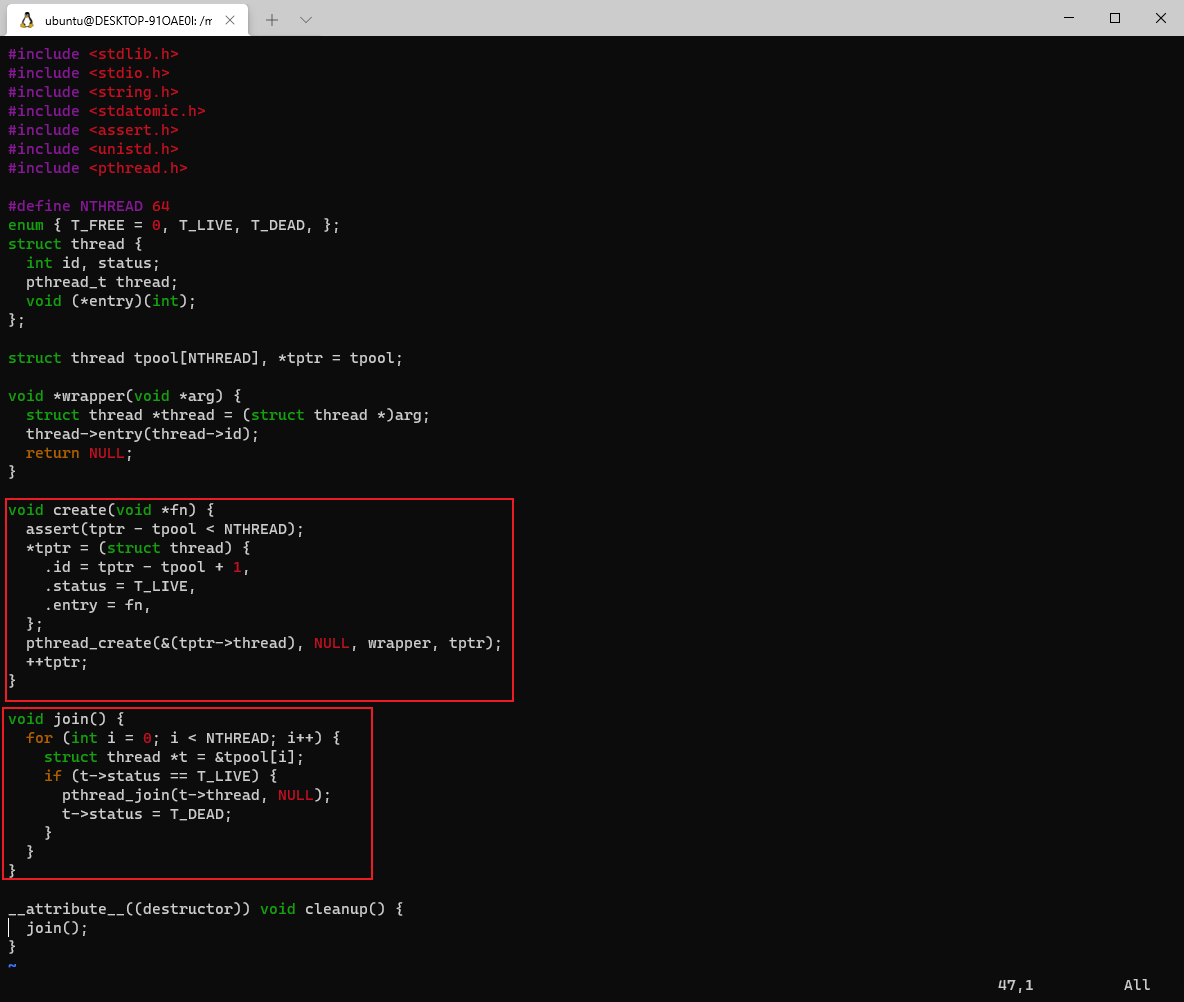 ubuntu@DESKTOP-91OAE0I: /m
#include <stdlib.h>
#include <stdio.h>
#include <string.h>
#include <stdatomic.h>
#include <assert.h>
#include <unistd.h>
#include <pthread.h>

#define NTHREAD 64
enum { T_FREE = 0, T_LIVE, T_DEAD, };
struct thread {
  int id, status;
  pthread_t thread;
  void (*entry)(int);
};

struct thread tpool[NTHREAD], *tptr = tpool;

void *wrapper(void *arg) {
  struct thread *thread = (struct thread *)arg;
  thread->entry(thread->id);
  return NULL;
}

void create(void *fn) {
  assert(tptr - tpool < NTHREAD);
  *tptr = (struct thread) {
    .id = tptr - tpool + 1,
    .status = T_LIVE,
    .entry = fn,
  };
  pthread_create(&(tptr->thread), NULL, wrapper, tptr);
  ++tptr;
}

void join() {
  for (int i = 0; i < NTHREAD; i++) {
    struct thread *t = &tpool[i];
    if (t->status == T_LIVE) {
      pthread_join(t->thread, NULL);
      t->status = T_DEAD;
    }
  }
}

__attribute__((destructor)) void cleanup() {
  join();
}
~
47,1 All